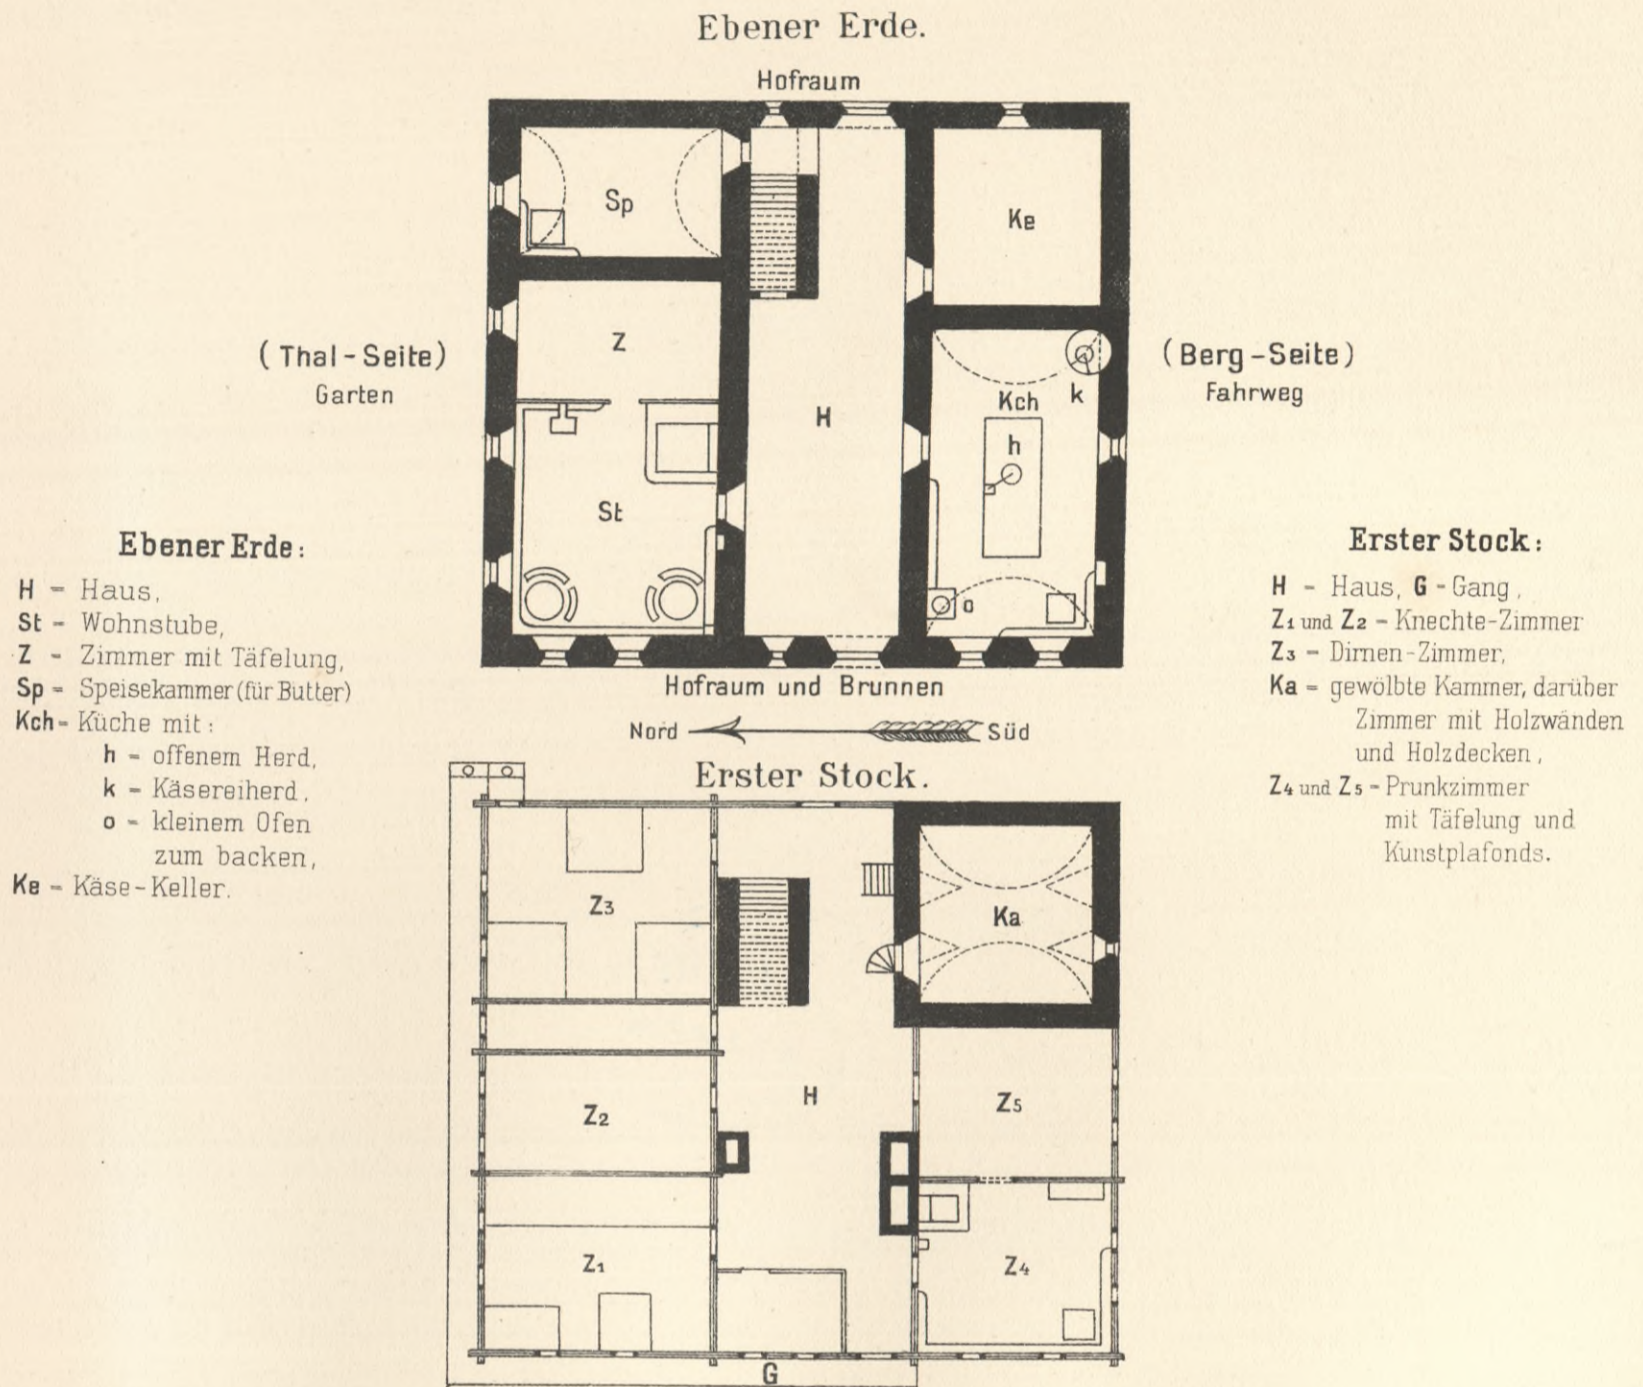 Ebener Erde.
Hofraum
Sp
Ke
Z
(Thal-Seite)
Garten
(Berg-Seite)
Fahrweg
k
Kch
H
h
St
o
Hofraum und Brunnen
Nord
Süd
Ebener Erde:
H - Haus,
St - Wohnstube,
Z - Zimmer mit Täfelung,
Sp - Speisekammer (für Butter)
Kch - Küche mit:
h - offenem Herd,
k - Käsereiherd,
o - kleinem Ofen
zum backen,
Ke - Käse-Keller.
Erster Stock:
H - Haus, G - Gang,
Z1 und Z2 - Knechte-Zimmer
Z3 - Dirnen-Zimmer,
Ka - gewölbte Kammer, darüber
Zimmer mit Holzwänden
und Holzdecken,
Z4 und Z5 - Prunkzimmer
mit Täfelung und
Kunstplafonds.
Erster Stock.
Z3
Ka
H
Z5
Z2
Z1
Z4
G